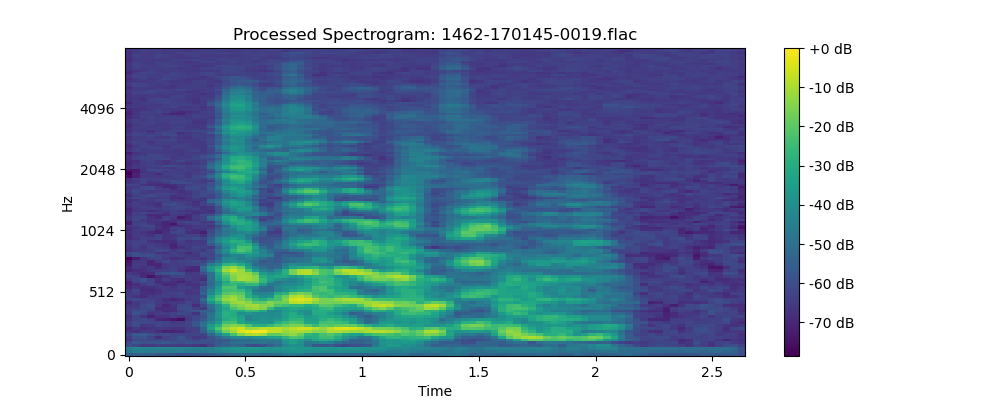 Processed Spectrogram: 1462-170145-0019.flac
Hz
4096
2048
1024
512
0
0
0.5
1
1.5
2
2.5
Time
+0 dB
-10 dB
-20 dB
-30 dB
-40 dB
-50 dB
-60 dB
-70 dB